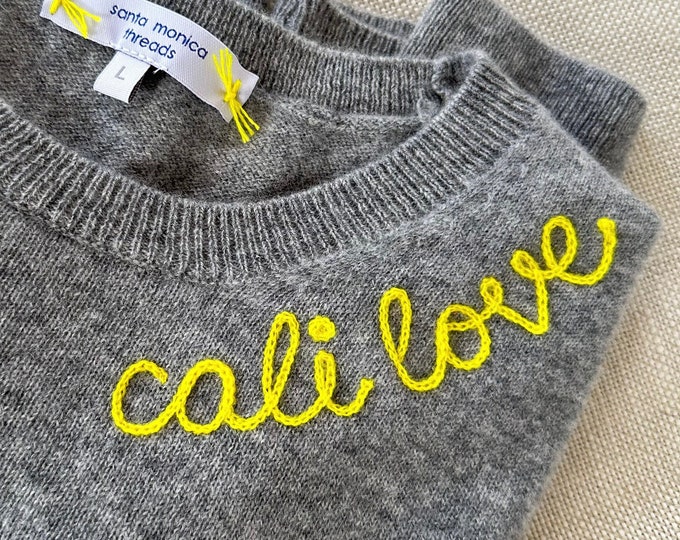 santa monica
threads
L
cali love